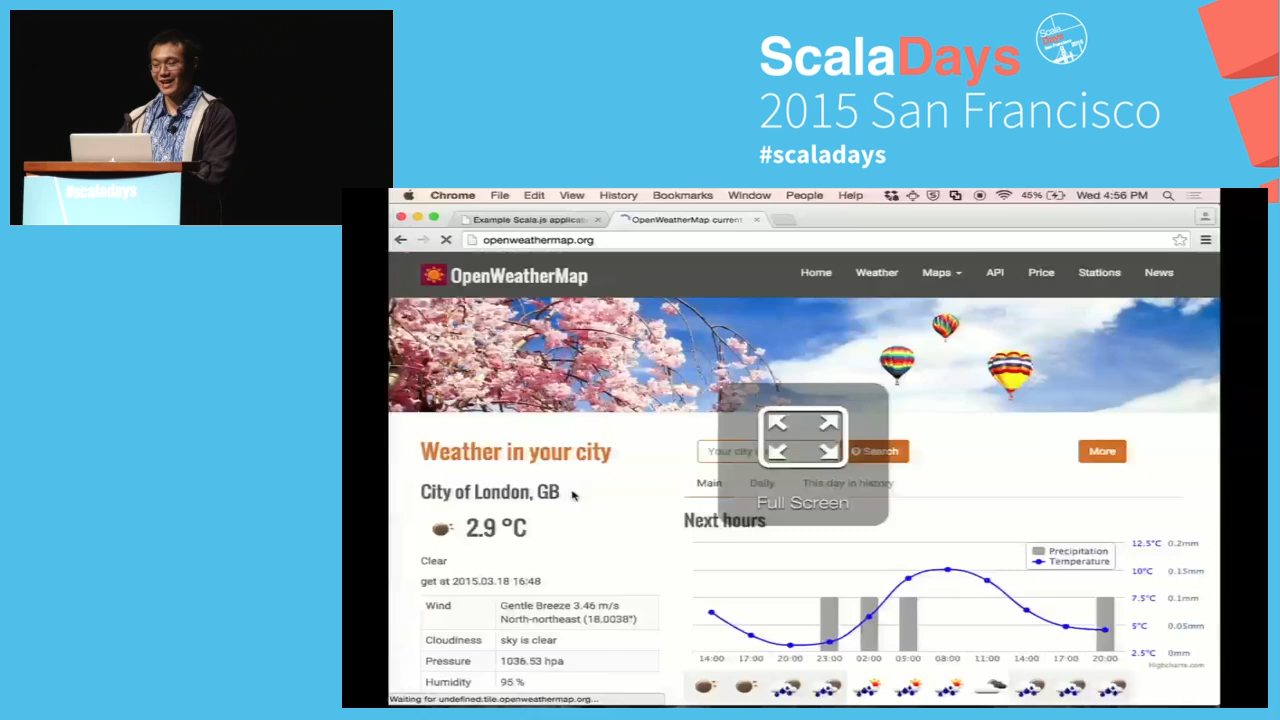 ScalaDays
2015 San Francisco
#scaladays
#scaladays
Chrome File Edit View History Bookmarks Window People Help 45% Wed 4:56 PM
Example Scala.js applicati × OpenWeatherMap current ×
openweathermap.org
OpenWeatherMap Home Weather Maps API Price Stations News
Weather in your city Your city Search More
Main Daily This day in history
City of London, GB
Full Screen
2.9 °C Next hours
Precipitation
Temperature
12.5°C 0.2mm
10°C 0.15mm
7.5°C 0.1mm
5°C 0.05mm
2.5°C 0mm
Clear
get at 2015.03.18 16:48
Wind Gentle Breeze 3.46 m/s
North-northeast (18.0038°)
Cloudiness sky is clear
Pressure 1036.53 hpa
Humidity 95 %
14:00 17:00 20:00 23:00 02:00 05:00 08:00 11:00 14:00 17:00 20:00
Highcharts.com
Waiting for undefined.tile.openweathermap.org...